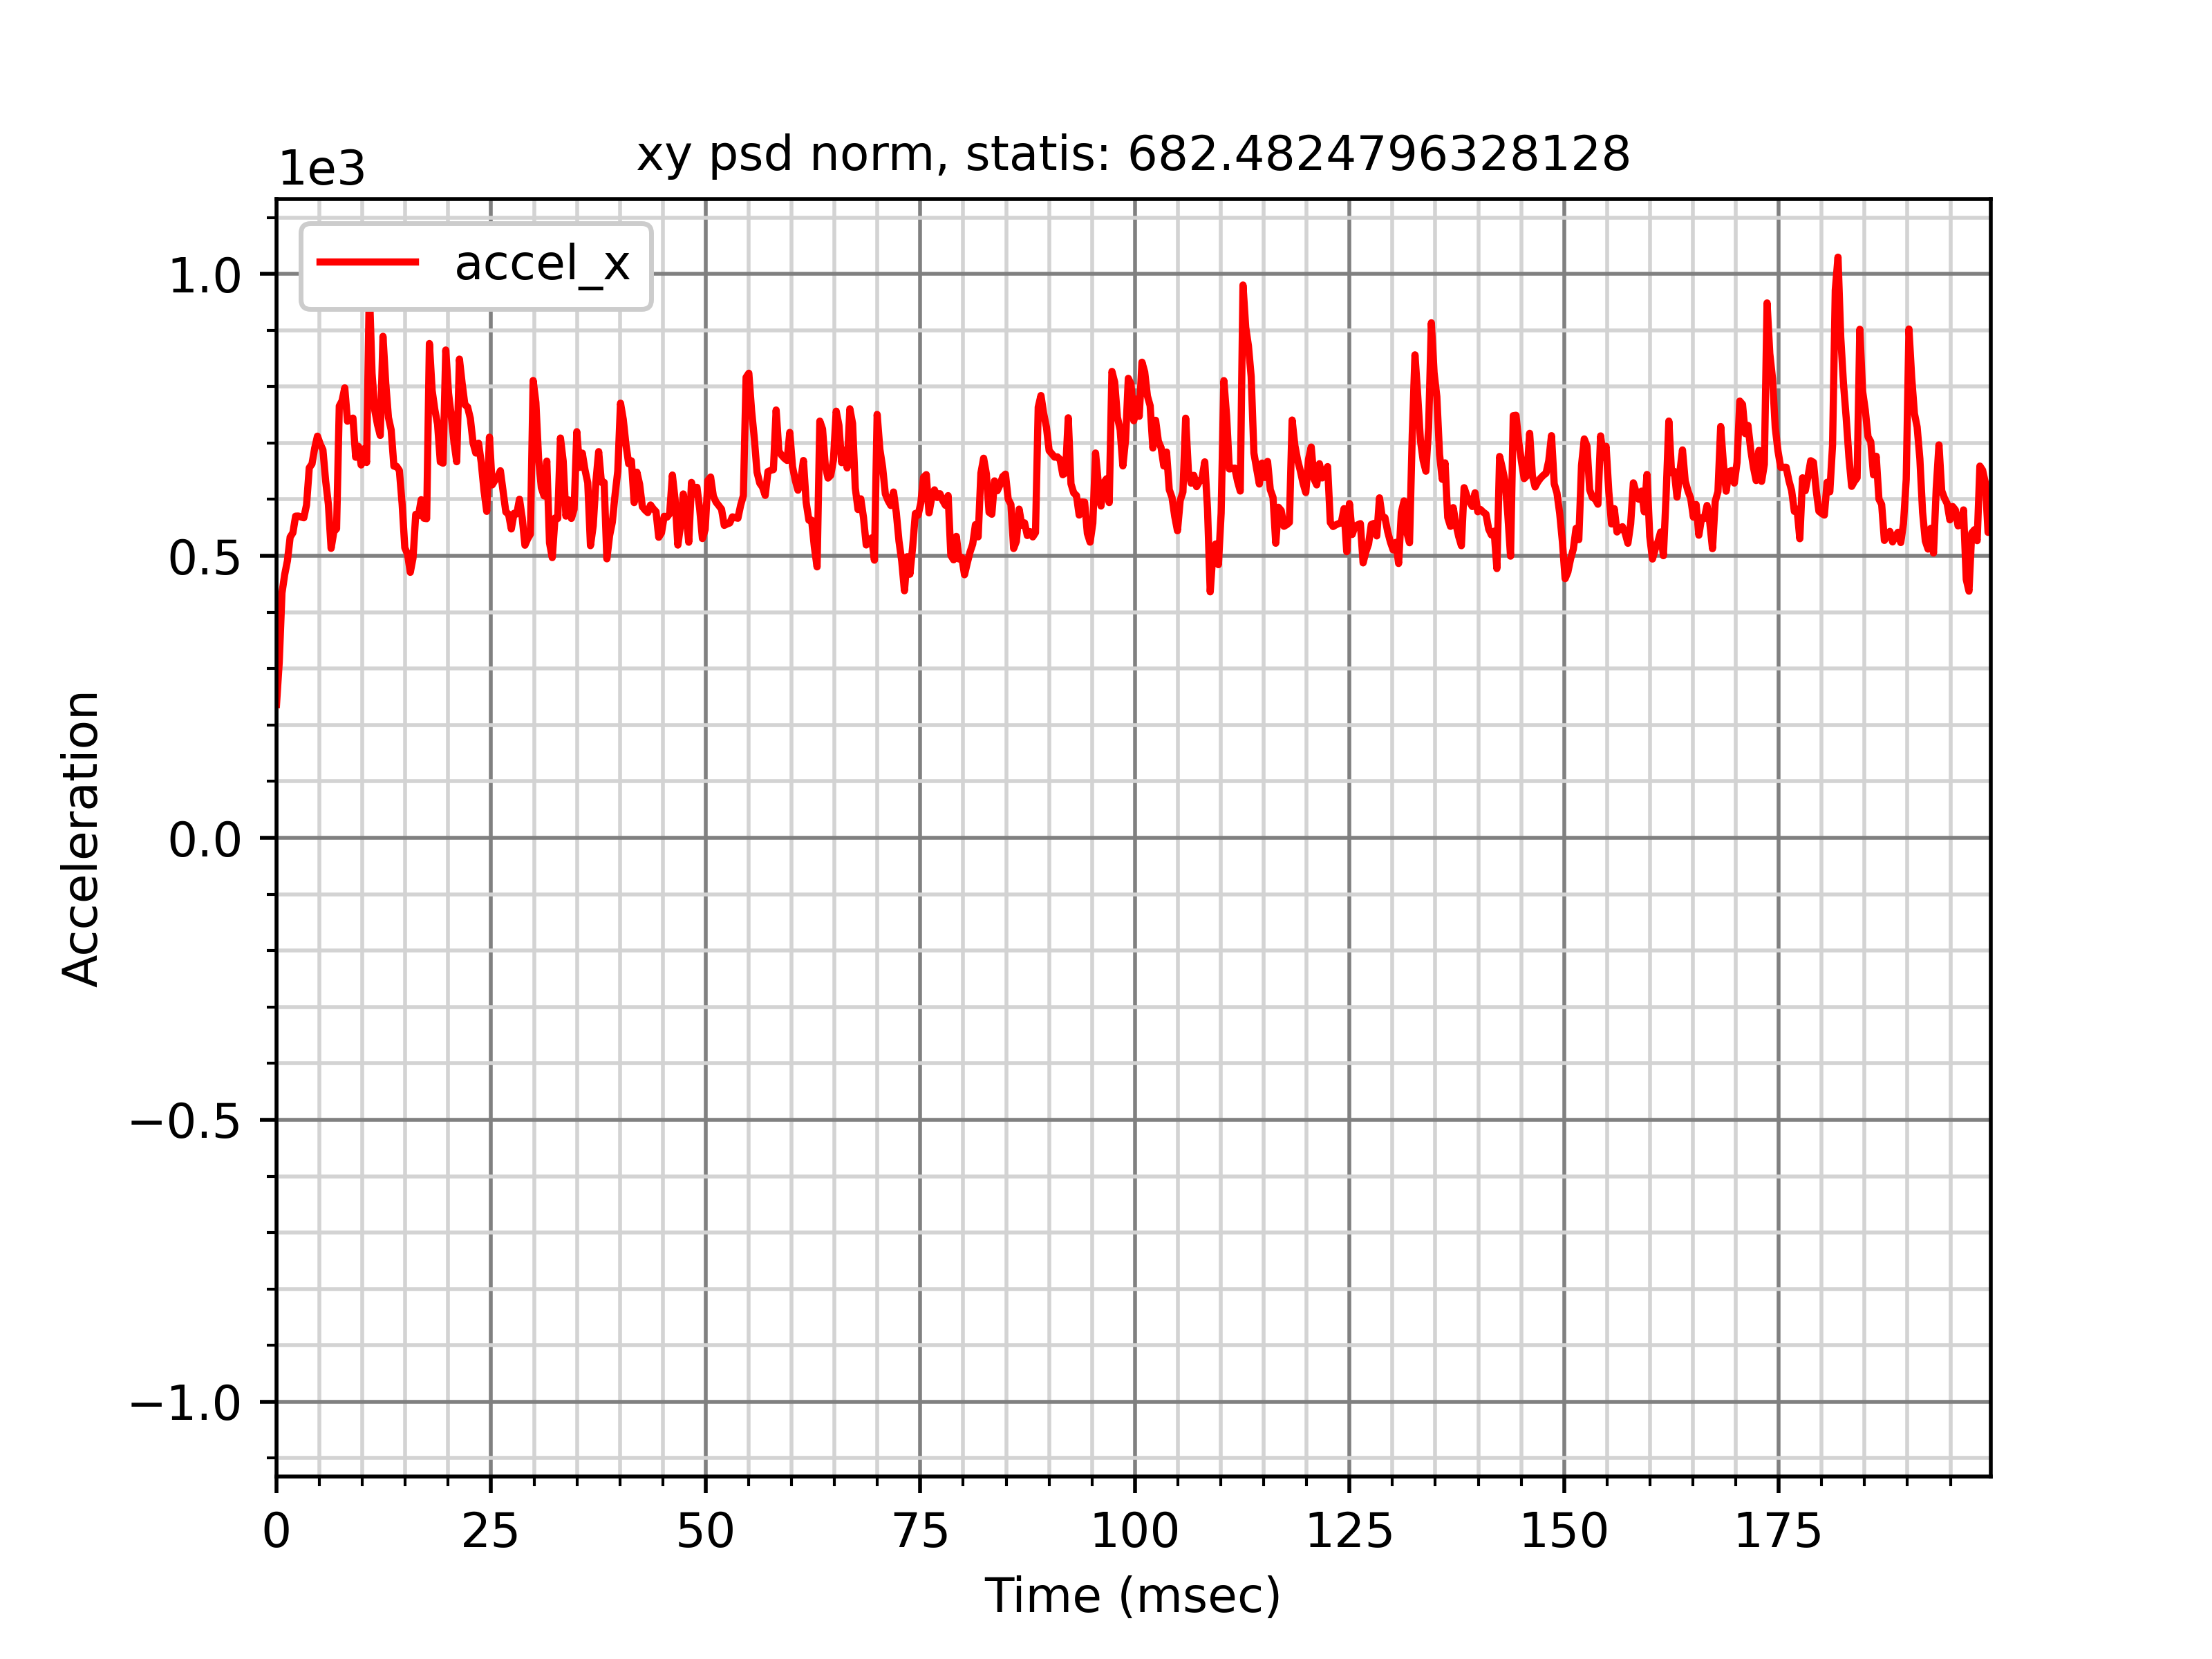 xy psd norm, statis: 682.4824796328128
1e3
accel_x
1.0
0.5
0.0
−0.5
−1.0
Acceleration
0 25 50 75 100 125 150 175
Time (msec)